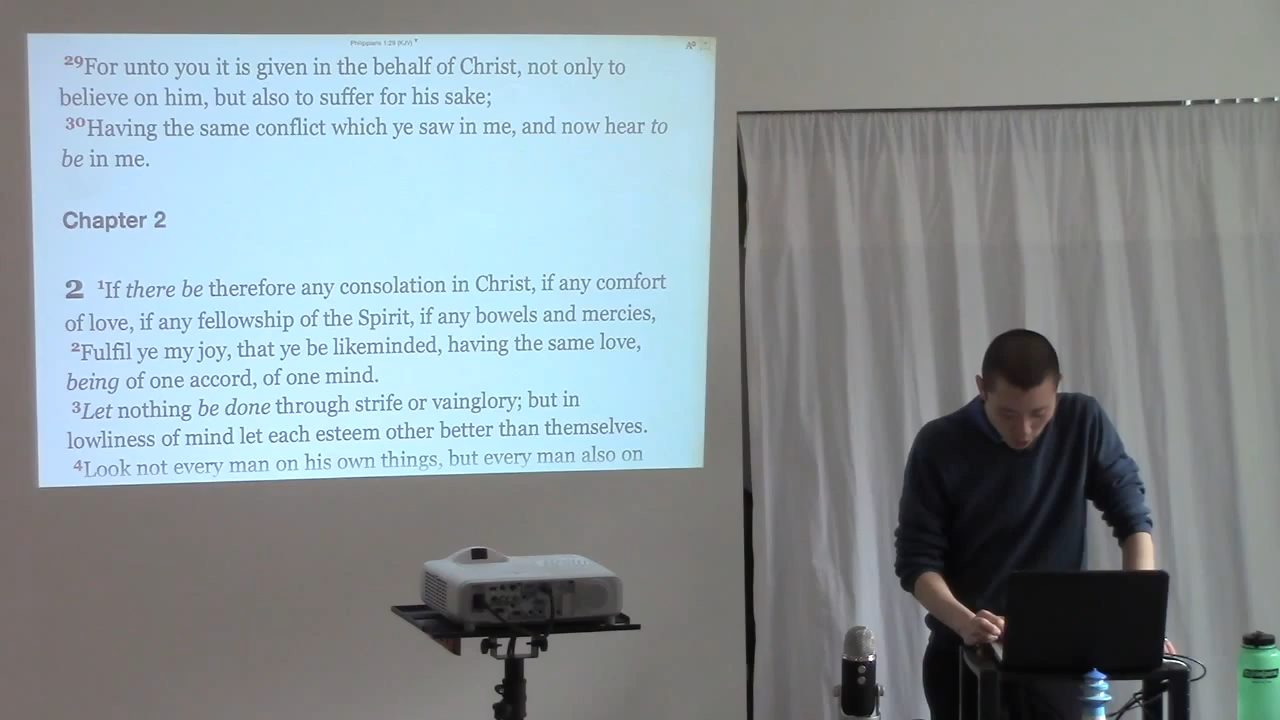 Philippians 1:29 (KJV)
29For unto you it is given in the behalf of Christ, not only to
believe on him, but also to suffer for his sake;
30Having the same conflict which ye saw in me, and now hear to
be in me.
Chapter 2
2 1If there be therefore any consolation in Christ, if any comfort
of love, if any fellowship of the Spirit, if any bowels and mercies,
2Fulfil ye my joy, that ye be likeminded, having the same love,
being of one accord, of one mind.
3Let nothing be done through strife or vainglory; but in
lowliness of mind let each esteem other better than themselves.
4Look not every man on his own things, but every man also on